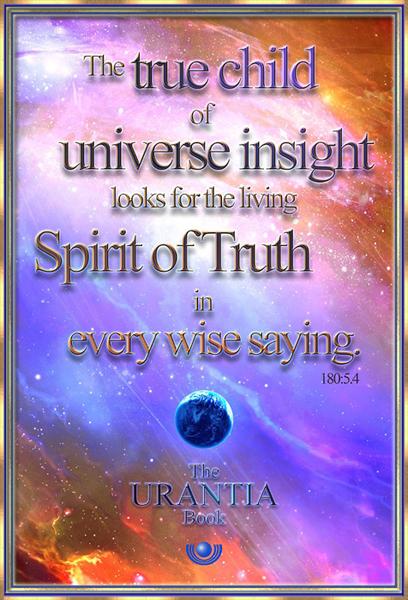 The true child
of
universe insight
looks for the living
Spirit of Truth
in
every wise saying.
180:5.4
The
URANTIA
Book